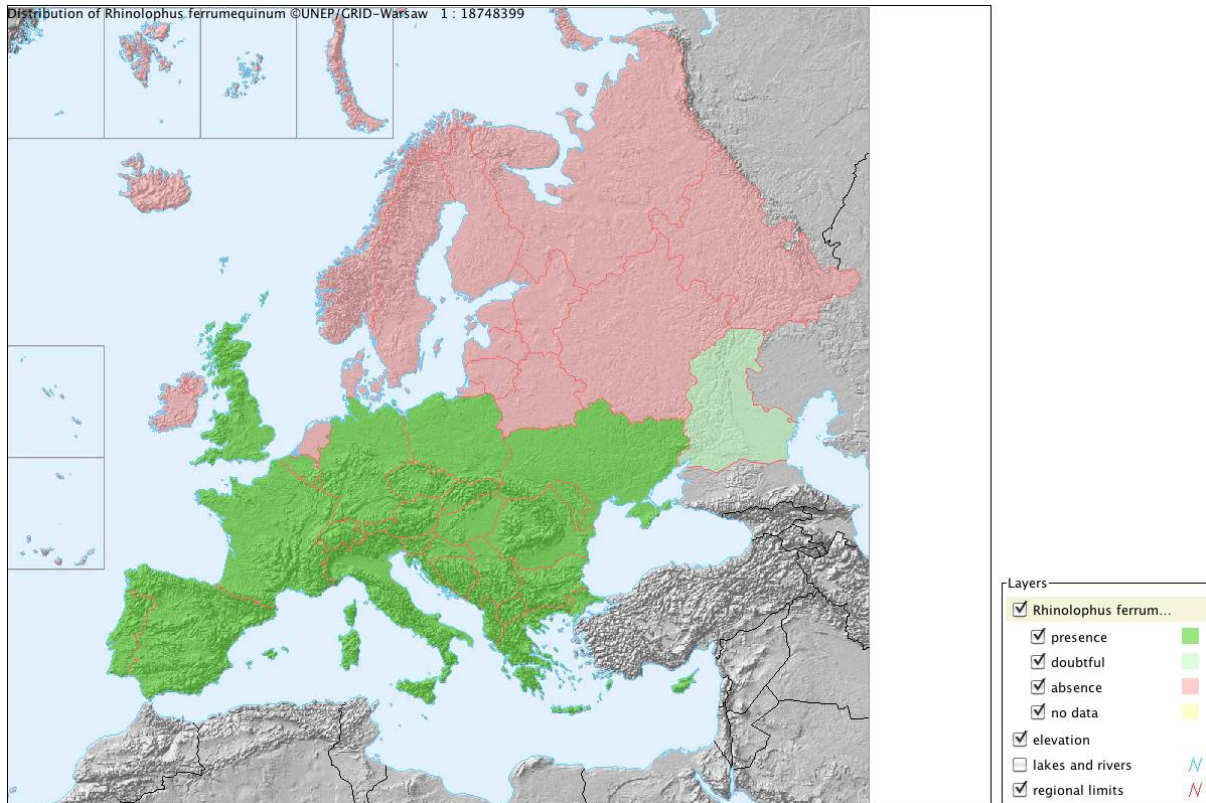 Distribution of Rhinolophus ferrumequinum ©UNEP/GRID-Warsaw 1 : 18748399
Layers
Rhinolophus ferrum...
presence
doubtful
absence
no data
elevation
lakes and rivers
regional limits